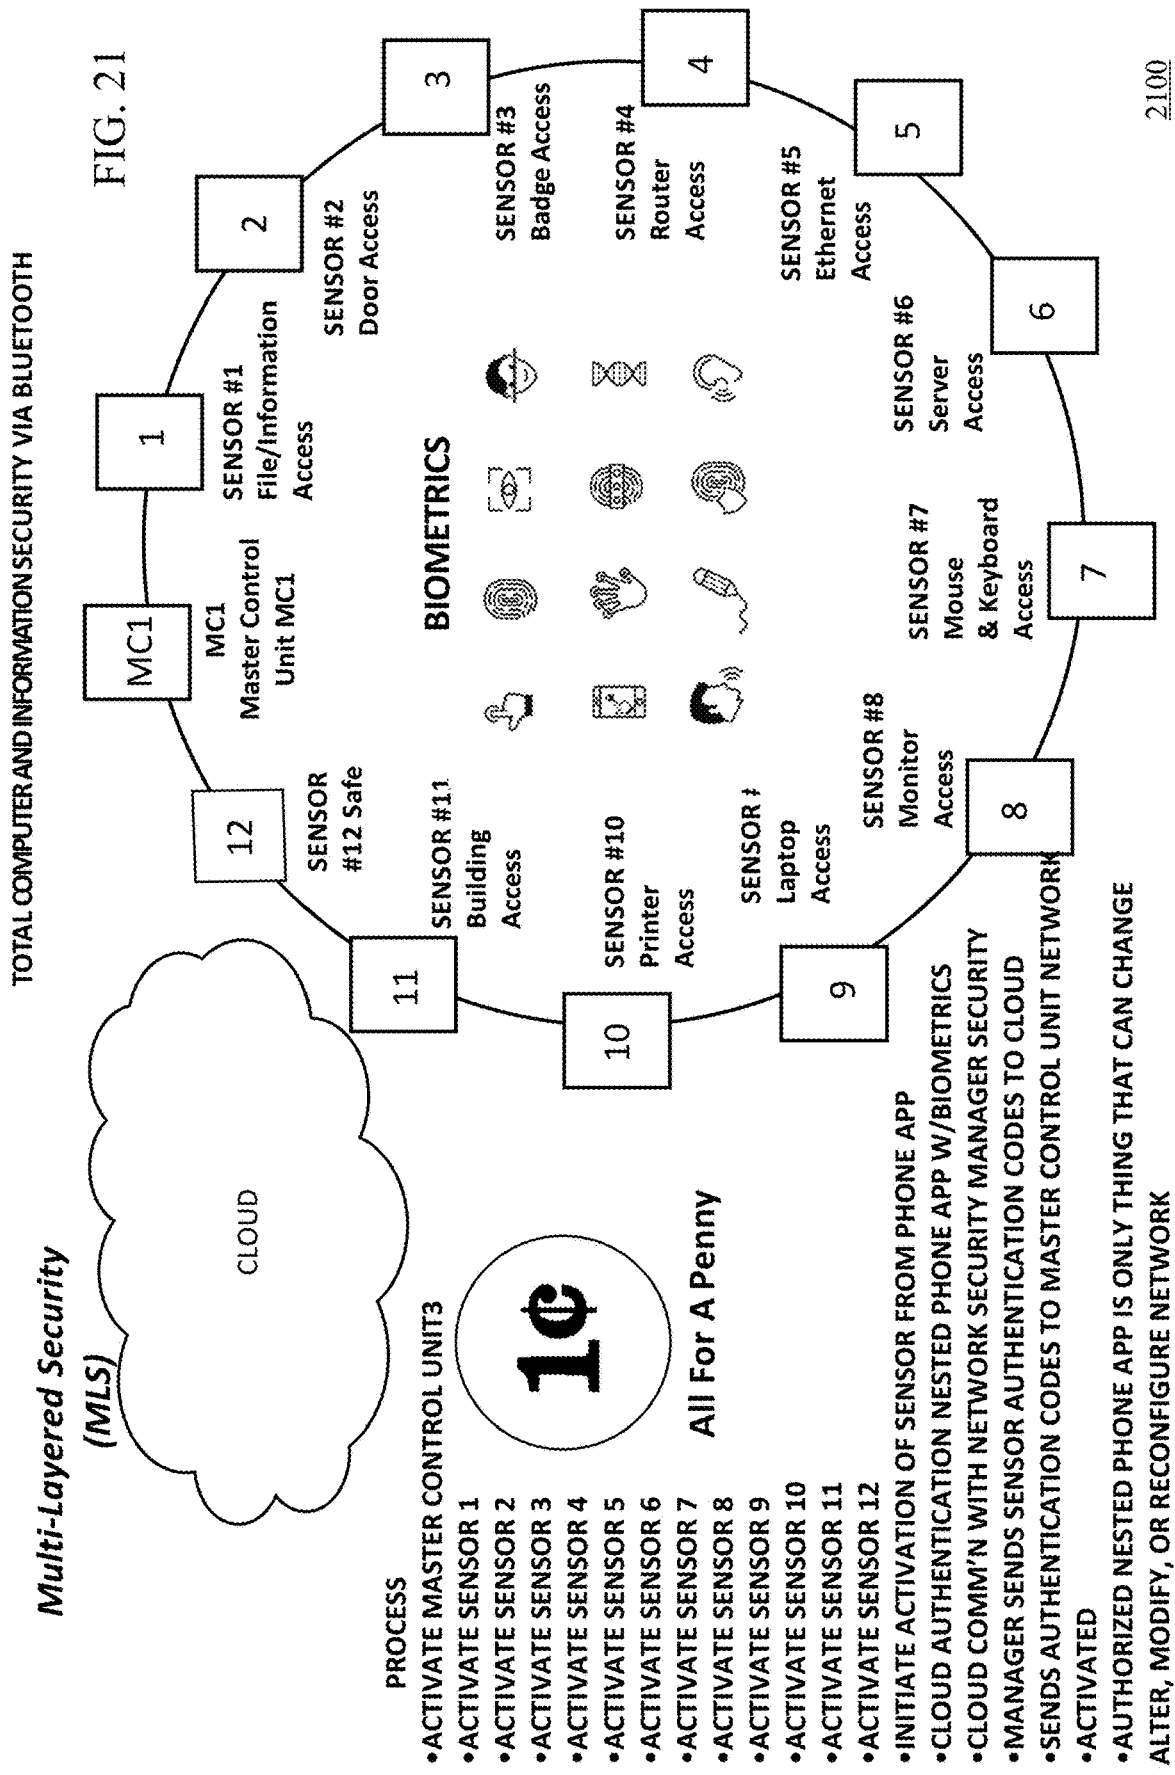 TOTAL COMPUTER AND INFORMATION SECURITY VIA BLUETOOTH
FIG. 21
Multi-Layered Security
(MLS)
CLOUD
PROCESS
•ACTIVATE MASTER CONTROL UNIT3
•ACTIVATE SENSOR 1
•ACTIVATE SENSOR 2
•ACTIVATE SENSOR 3
•ACTIVATE SENSOR 4
•ACTIVATE SENSOR 5
•ACTIVATE SENSOR 6
•ACTIVATE SENSOR 7
•ACTIVATE SENSOR 8
•ACTIVATE SENSOR 9
•ACTIVATE SENSOR 10
•ACTIVATE SENSOR 11
•ACTIVATE SENSOR 12
•INITIATE ACTIVATION OF SENSOR FROM PHONE APP
•CLOUD AUTHENTICATION NESTED PHONE APP W/BIOMETRICS
•CLOUD COMM'N WITH NETWORK SECURITY MANAGER SECURITY
•MANAGER SENDS SENSOR AUTHENTICATION CODES TO CLOUD
•SENDS AUTHENTICATION CODES TO MASTER CONTROL UNIT NETWORK
•ACTIVATED
•AUTHORIZED NESTED PHONE APP IS ONLY THING THAT CAN CHANGE
ALTER, MODIFY, OR RECONFIGURE NETWORK
1¢
All For A Penny
MC1
MC1
Master Control
Unit MC1
1
SENSOR #1
File/Information
Access
2
SENSOR #2
Door Access
3
SENSOR #3
Badge Access
4
SENSOR #4
Router
Access
5
SENSOR #5
Ethernet
Access
6
SENSOR #6
Server
Access
7
SENSOR #7
Mouse
& Keyboard
Access
8
SENSOR #8
Monitor
Access
9
SENSOR
Laptop
Access
10
SENSOR #10
Printer
Access
11
SENSOR #11
Building
Access
12
SENSOR
#12 Safe
BIOMETRICS
2100